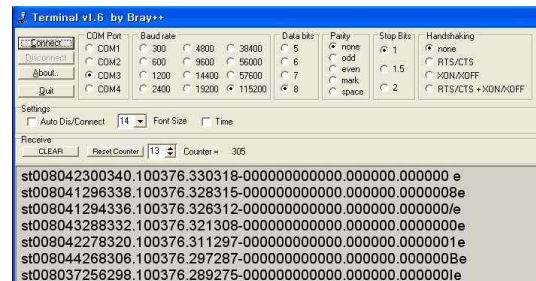 Terminal v1.6 by Bray++
Connect
Disconnect
About..
Quit
COM Port
COM1
COM2
COM3
COM4
Baud rate
300
600
1200
2400
4800
9600
14400
19200
38400
56000
57600
115200
Data bits
5
6
7
8
Parity
none
odd
even
mark
space
Stop Bits
1
1.5
2
Handshaking
none
RTS/CTS
XON/XOFF
RTS/CTS + XON/XOFF
Settings
Auto Dis/Connect 14 Font Size Time
Receive
CLEAR Reset Counter 13 Counter = 305
st008042300340.100376.330318-000000000000.000000.000000 e
st008041296338.100376.328315-000000000000.000000.0000008e
st008041294336.100376.326312-000000000000.000000.000000/e
st008043288332.100376.321308-000000000000.000000.0000000e
st008042278320.100376.311297-000000000000.000000.0000001e
st008044268306.100376.297287-000000000000.000000.000000Be
st008037256298.100376.289275-000000000000.000000.000000Ie